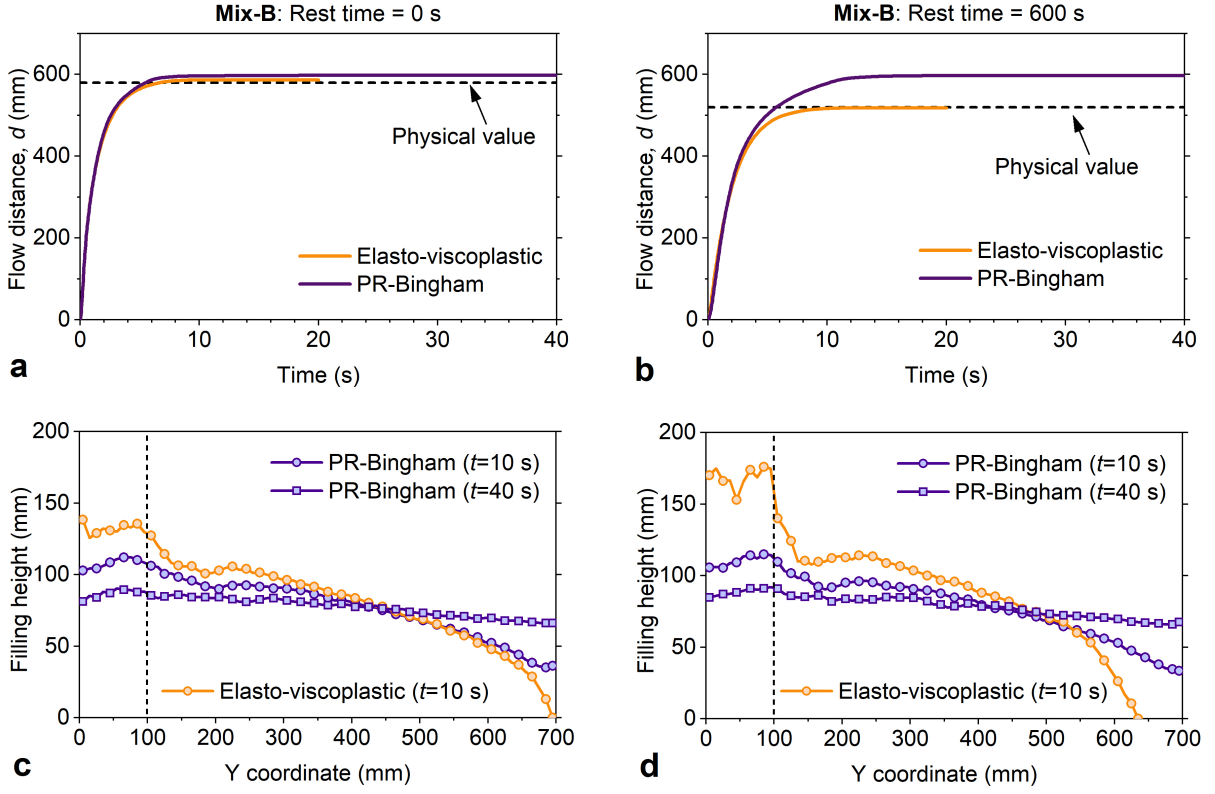 Mix-B: Rest time = 0 s
Flow distance, d (mm)
600
400
200
0
Physical value
Elasto-viscoplastic
PR-Bingham
0 10 20 30 40
Time (s)
a
Mix-B: Rest time = 600 s
Flow distance, d (mm)
600
400
200
0
Physical value
Elasto-viscoplastic
PR-Bingham
0 10 20 30 40
Time (s)
b
Filling height (mm)
200
150
100
50
0
PR-Bingham (t=10 s)
PR-Bingham (t=40 s)
Elasto-viscoplastic (t=10 s)
0 100 200 300 400 500 600 700
Y coordinate (mm)
c
Filling height (mm)
200
150
100
50
0
PR-Bingham (t=10 s)
PR-Bingham (t=40 s)
Elasto-viscoplastic (t=10 s)
0 100 200 300 400 500 600 700
Y coordinate (mm)
d